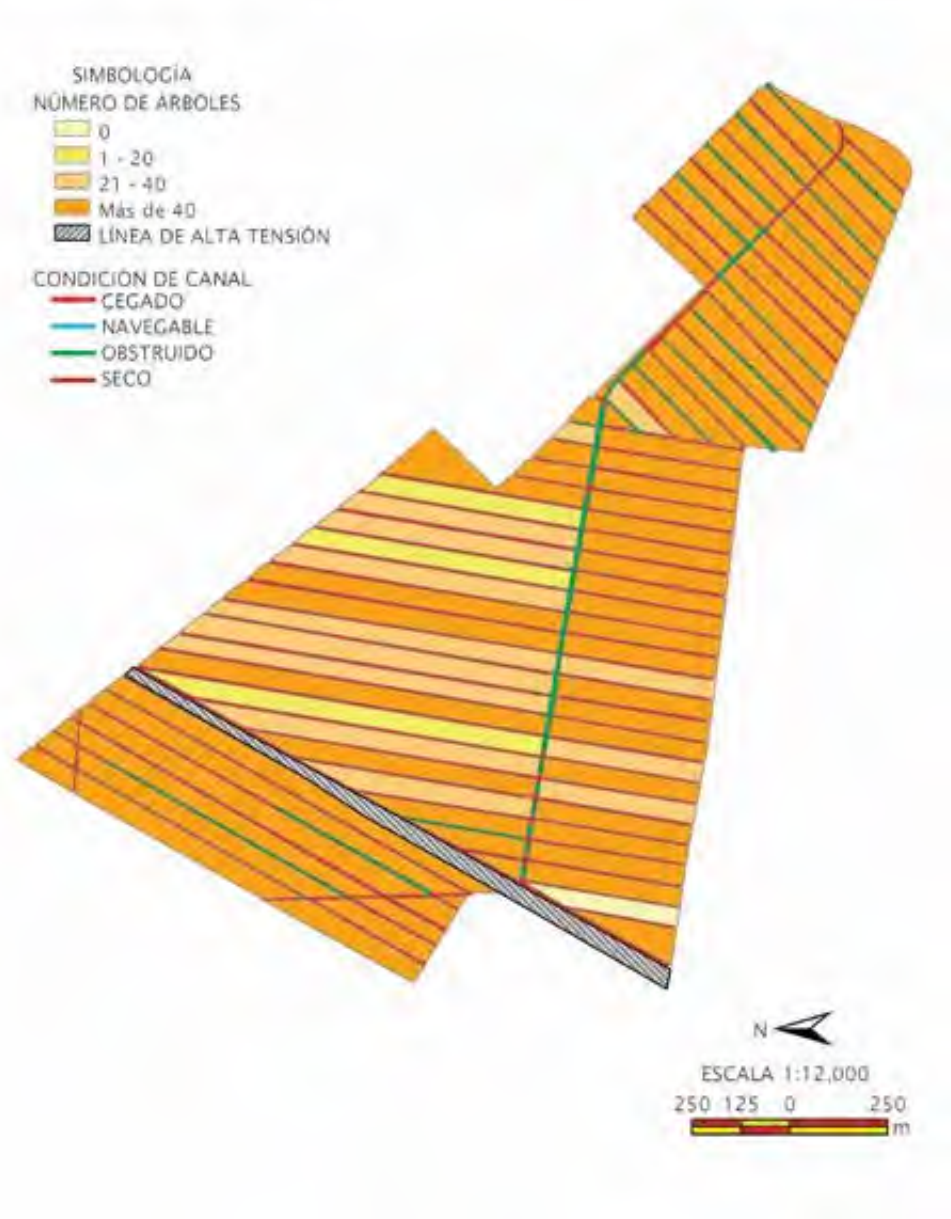 SIMBOLOGÍA
NÚMERO DE ARBOLES
0
1 - 20
21 - 40
Más de 40
LÍNEA DE ALTA TENSIÓN
CONDICIÓN DE CANAL
CEGADO
NAVEGABLE
OBSTRUIDO
SECO
N
ESCALA 1:12,000
250 125 0 250
m